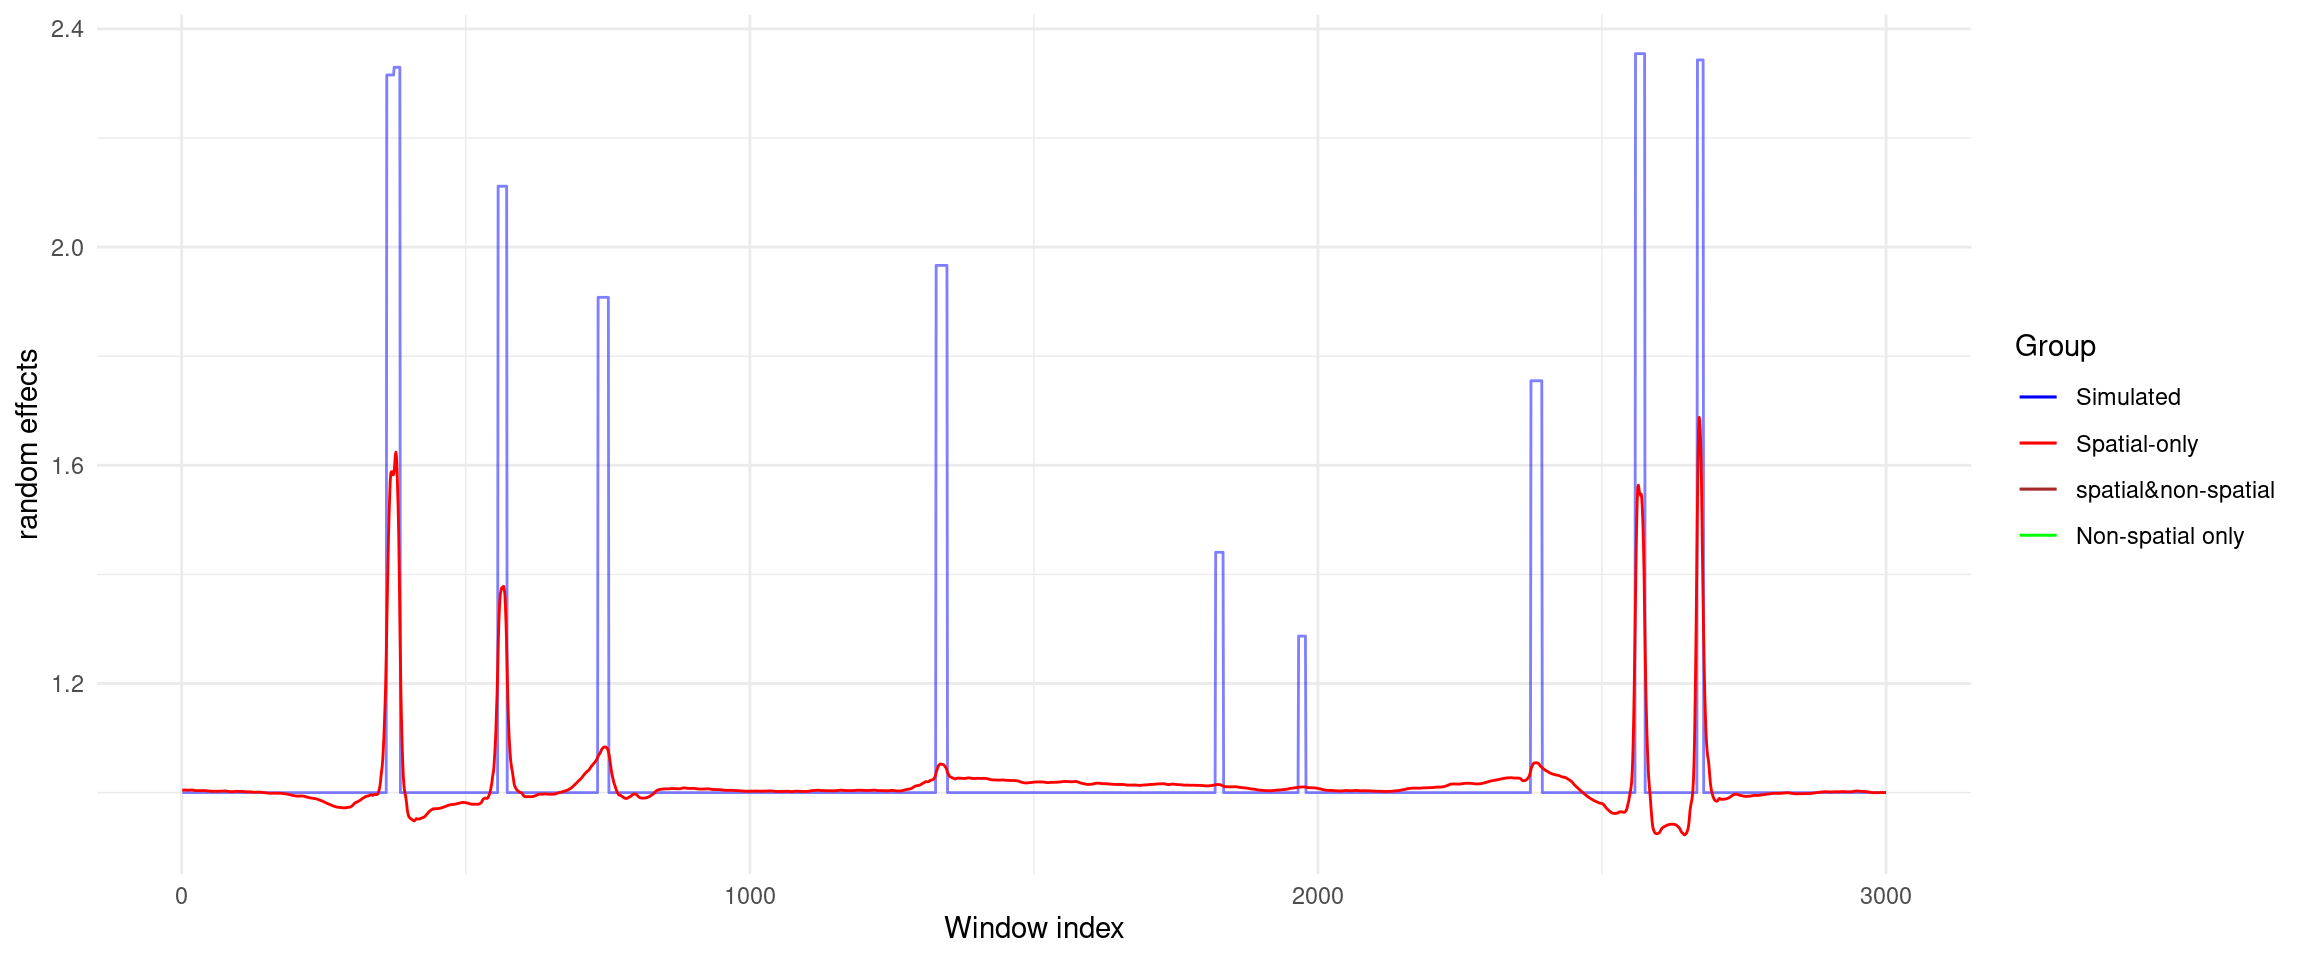 2.4
2.0
1.6
1.2
random effects
0
1000
2000
3000
Window index
Group
Simulated
Spatial-only
spatial&non-spatial
Non-spatial only